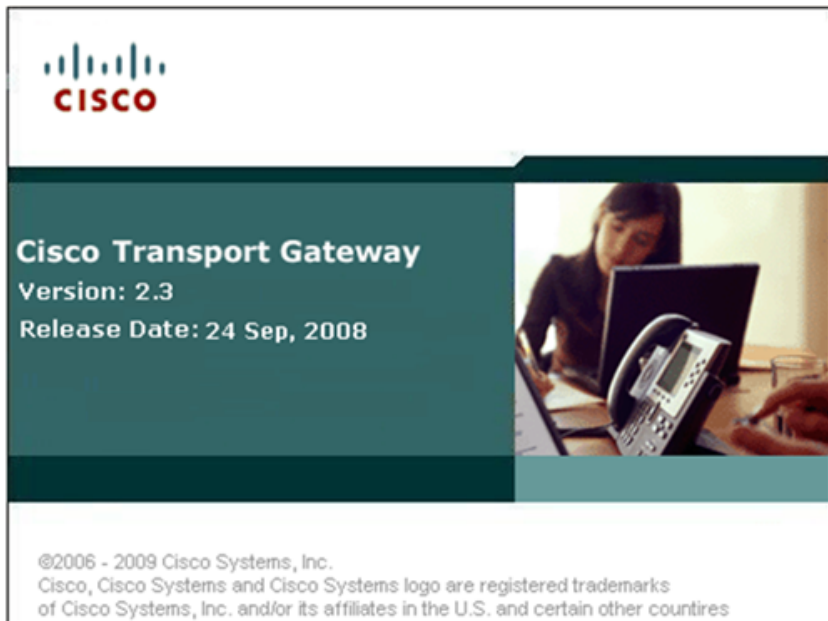 CISCO
Cisco Transport Gateway
Version: 2.3
Release Date: 24 Sep, 2008
©2006 - 2009 Cisco Systems, Inc.
Cisco, Cisco Systems and Cisco Systems logo are registered trademarks
of Cisco Systems, Inc. and/or its affiliates in the U.S. and certain other countires